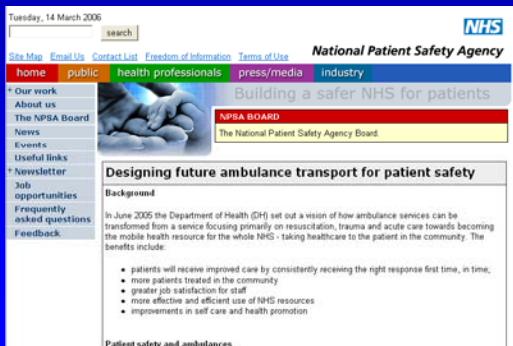 Tuesday, 14 March 2006
search
NHS
Site Map Email Us Contact List Freedom of Information Terms of Use
National Patient Safety Agency
home public health professionals press/media industry
+ Our work
About us
The NPSA Board
News
Events
Useful links
+ Newsletter
Job
opportunities
Frequently
asked questions
Feedback
Building a safer NHS for patients
NPSA BOARD
The National Patient Safety Agency Board.
Designing future ambulance transport for patient safety
Background
In June 2005 the Department of Health (DH) set out a vision of how ambulance services can be
transformed from a service focusing primarily on resuscitation, trauma and acute care towards becoming
the mobile health resource for the whole NHS - taking healthcare to the patient in the community. The
benefits include:
• patients will receive improved care by consistently receiving the right response first time, in time;
• more patients treated in the community
• greater job satisfaction for staff
• more effective and efficient use of NHS resources
• improvements in self care and health promotion
Patient safety and ambulances